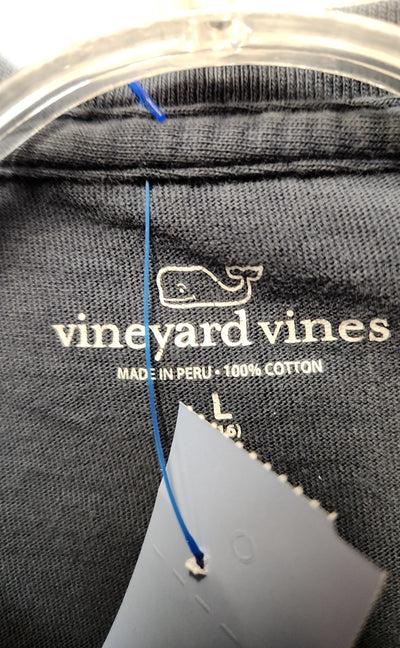 vineyard vines
MADE IN PERU • 100% COTTON
L